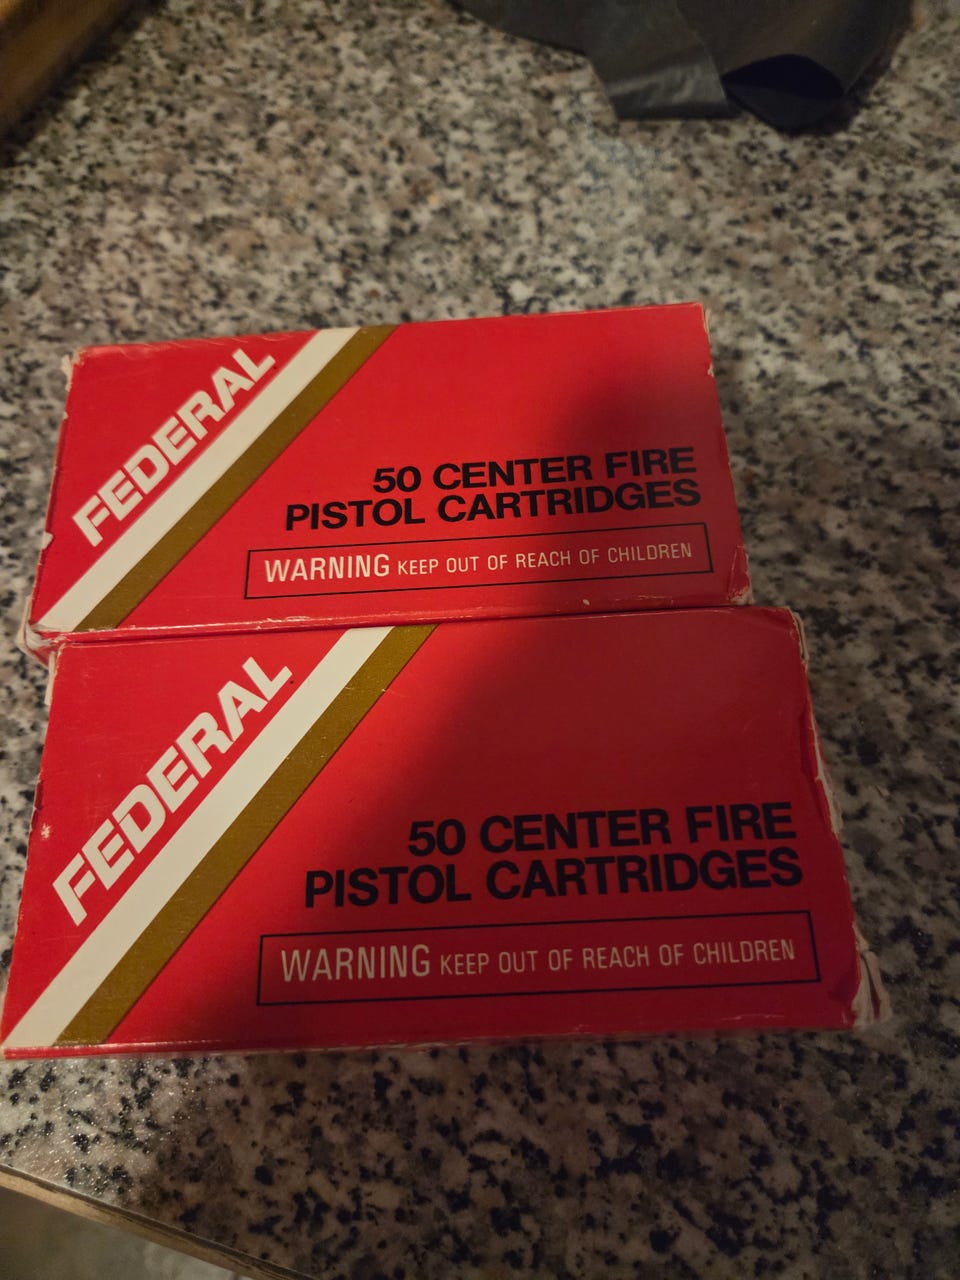 FEDERAL
50 CENTER FIRE
PISTOL CARTRIDGES
WARNING KEEP OUT OF REACH OF CHILDREN
FEDERAL
50 CENTER FIRE
PISTOL CARTRIDGES
WARNING KEEP OUT OF REACH OF CHILDREN